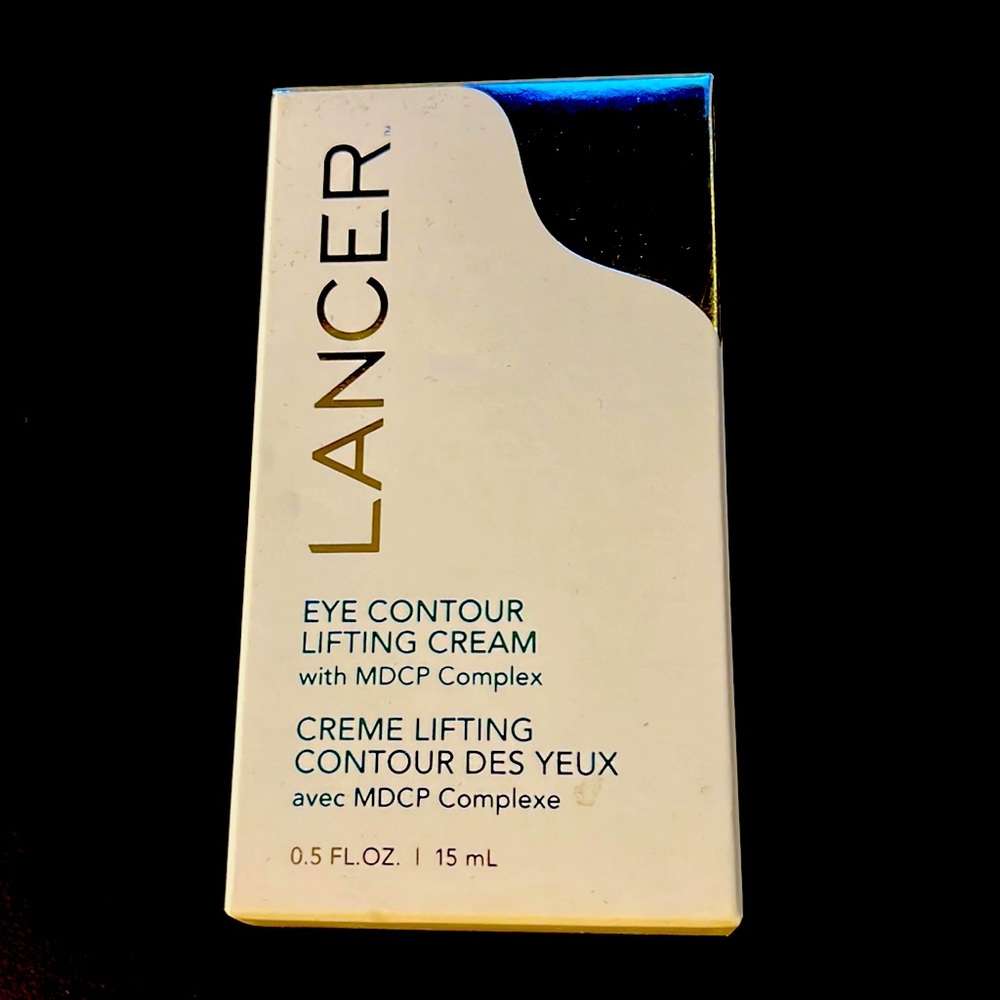 LANCER™
EYE CONTOUR
LIFTING CREAM
with MDCP Complex
CREME LIFTING
CONTOUR DES YEUX
avec MDCP Complexe
0.5 FL.OZ. | 15 mL